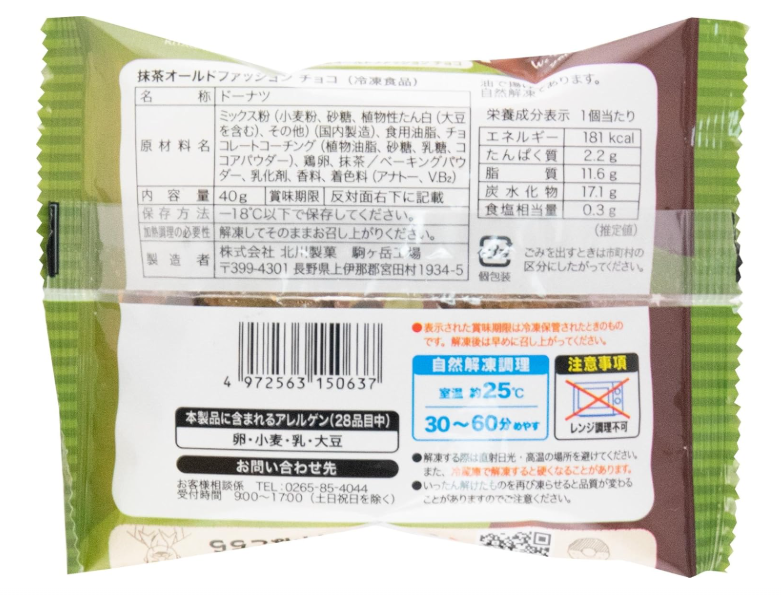 抹茶オールドファッション チョコ（冷凍食品）
名　称 ドーナツ
原材料名 ミックス粉（小麦粉、砂糖、植物性たん白（大豆
を含む）、その他）（国内製造）、食用油脂、チョ
コレートコーチング（植物油脂、砂糖、乳糖、コ
コアパウダー）、鶏卵、抹茶／ベーキングパウ
ダー、乳化剤、香料、着色料（アナトー、V.B₂）
内容量 40g 賞味期限 反対面右下に記載
保存方法 −18℃以下で保存してください。
加熱調理の必要性 解凍してそのままお召し上がりください。
製造者 株式会社 北川製菓 駒ヶ岳工場
〒399-4301 長野県上伊那郡宮田村1934-5
栄養成分表示 1個当たり
エネルギー 181 kcal
たんぱく質 2.2 g
脂質 11.6 g
炭水化物 17.1 g
食塩相当量 0.3 g
（推定値）
個包装
ごみを出すときは市町村の
区分にしたがってください。
4 972563 150637
本製品に含まれるアレルゲン（28品目中）
卵・小麦・乳・大豆
お問い合わせ先
お客様相談係 TEL:0265-85-4044
受付時間 9:00〜17:00（土日祝日を除く）
●表示された賞味期限は冷凍保管されたときのもの
です。解凍後は早めに召し上がってください。
自然解凍調理
室温 約25℃
30〜60分めやす
注意事項
レンジ調理不可
●解凍する際は直射日光・高温の場所を避けてください。
また、冷蔵庫で解凍すると硬くなることがあります。
●いったん解けたものを再び凍らせると品質が変わる
ことがありますのでご注意ください。